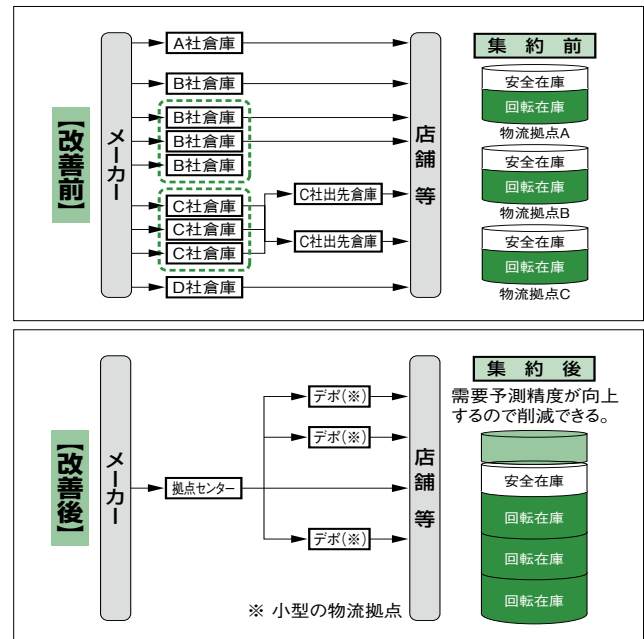 【改善前】
メーカー
A社倉庫
B社倉庫
B社倉庫
B社倉庫
B社倉庫
C社倉庫
C社倉庫
C社倉庫
D社倉庫
C社出先倉庫
C社出先倉庫
店舗等
集約前
安全在庫
回転在庫
物流拠点A
安全在庫
回転在庫
物流拠点B
安全在庫
回転在庫
物流拠点C
【改善後】
メーカー
拠点センター
デポ(※)
デポ(※)
デポ(※)
店舗等
※ 小型の物流拠点
集約後
需要予測精度が向上
するので削減できる。
安全在庫
回転在庫
回転在庫
回転在庫